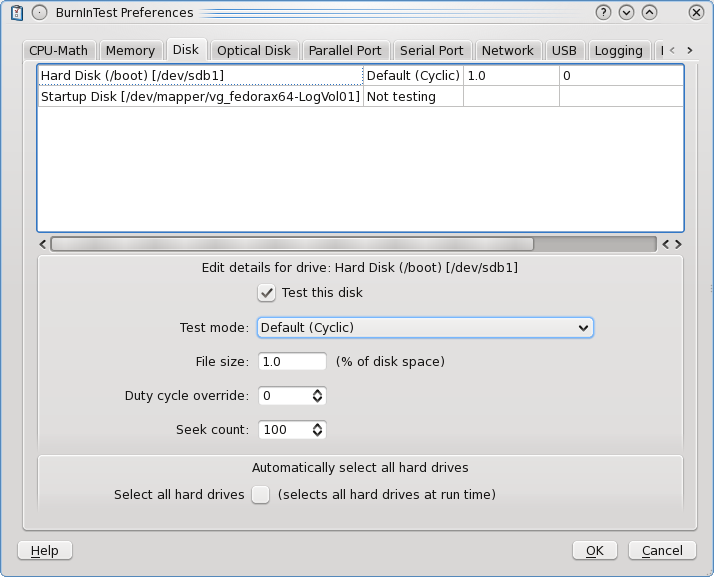 BurnInTest Preferences
CPU-Math Memory Disk Optical Disk Parallel Port Serial Port Network USB Logging
Hard Disk (/boot) [/dev/sdb1] Default (Cyclic) 1.0 0
Startup Disk [/dev/mapper/vg_fedorax64-LogVol01] Not testing
Edit details for drive: Hard Disk (/boot) [/dev/sdb1]
Test this disk
Test mode: Default (Cyclic)
File size: 1.0 (% of disk space)
Duty cycle override: 0
Seek count: 100
Automatically select all hard drives
Select all hard drives (selects all hard drives at run time)
Help OK Cancel